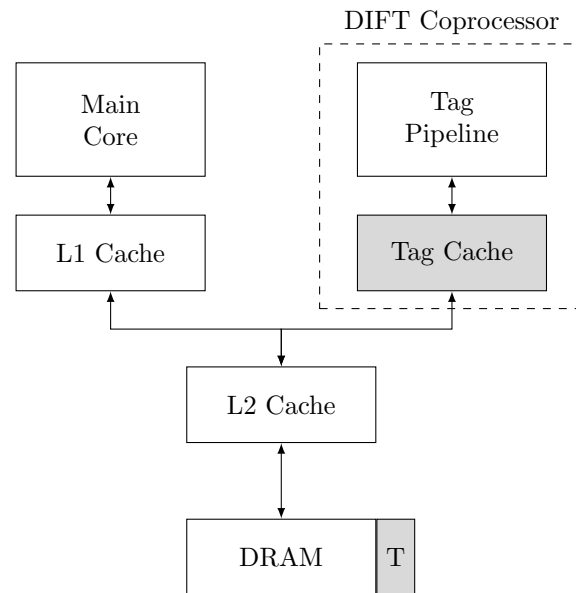 DIFT Coprocessor
Main
Core
Tag
Pipeline
L1 Cache
Tag Cache
L2 Cache
DRAM
T